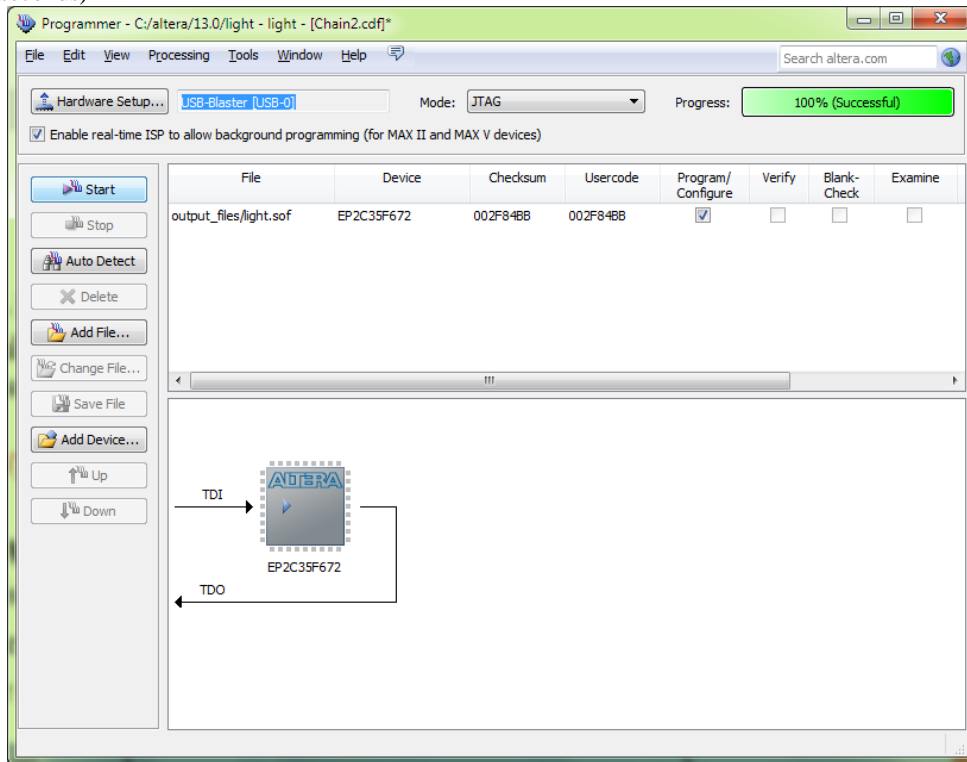 Programmer - C:/altera/13.0/light - light - [Chain2.cdf]*
File Edit View Processing Tools Window Help Search altera.com
Hardware Setup... USB-Blaster [USB-0] Mode: JTAG Progress: 100% (Successful)
Enable real-time ISP to allow background programming (for MAX II and MAX V devices)
Start
Stop
Auto Detect
Delete
Add File...
Change File...
Save File
Add Device...
Up
Down
File Device Checksum Usercode Program/ Configure Verify Blank- Check Examine
output_files/light.sof EP2C35F672 002F84BB 002F84BB
TDI
ALTERA
EP2C35F672
TDO